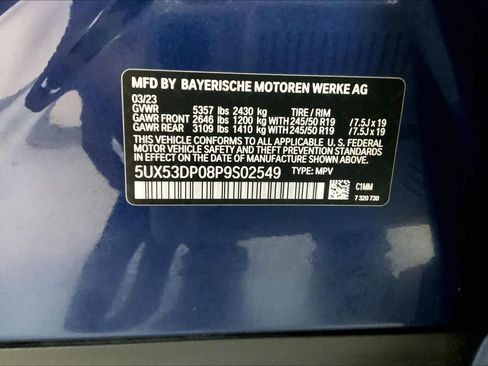 MFD BY BAYERISCHE MOTOREN WERKE AG
03/23
GVWR 5357 lbs 2430 kg TIRE / RIM
GAWR FRONT 2646 lbs 1200 kg WITH 245/50 R19 / 7.5J x 19
GAWR REAR 3109 lbs 1410 kg WITH 245/50 R19 / 7.5J x 19
THIS VEHICLE CONFORMS TO ALL APPLICABLE U.S. FEDERAL
MOTOR VEHICLE SAFETY, BUMPER, AND THEFT PREVENTION
STANDARDS IN EFFECT ON THE DATE OF MANUFACTURE SHOWN ABOVE.
5UX53DP08P9S02549 TYPE: MPV
C1MM
7 320 730